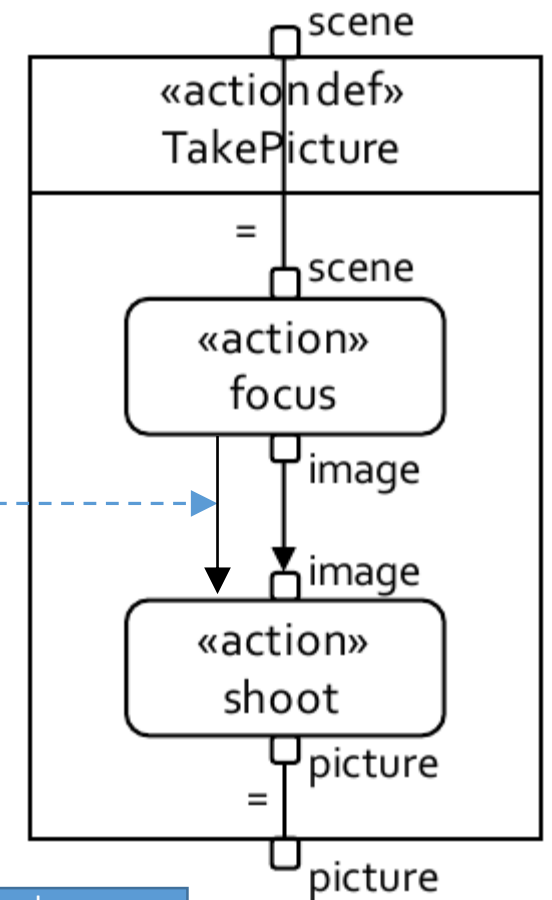 scene
«action def»
TakePicture
=
scene
«action»
focus
image
image
«action»
shoot
picture
=
picture